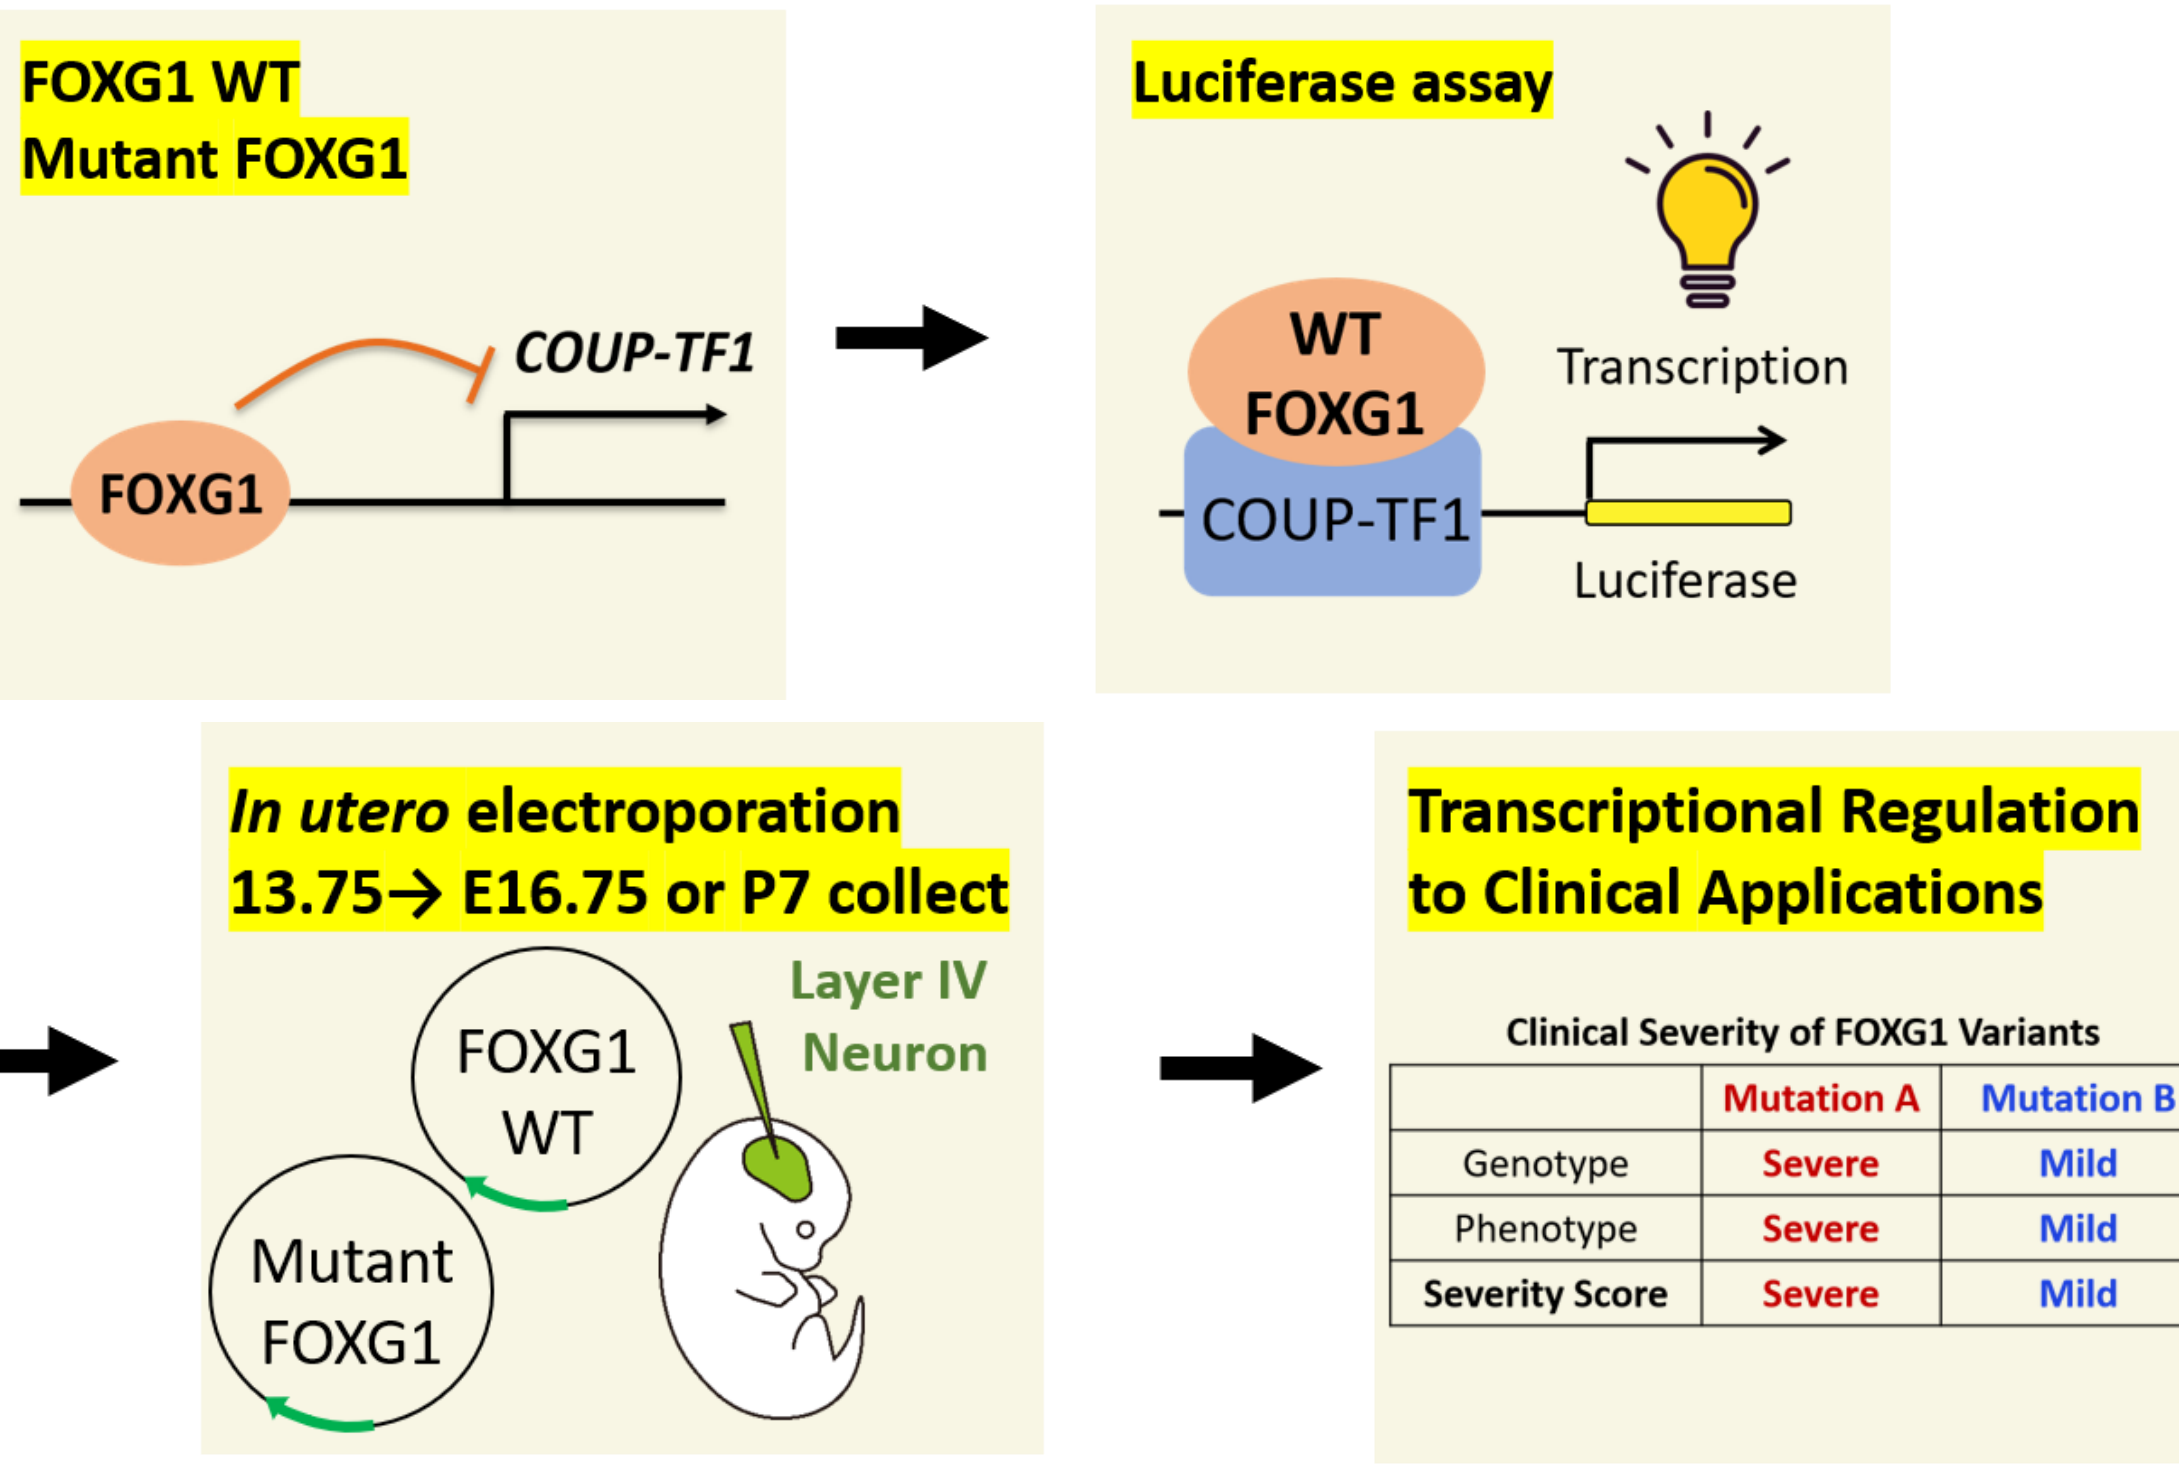 FOXG1 WT
Mutant FOXG1
COUP-TF1
FOXG1
Luciferase assay
WT
FOXG1
Transcription
COUP-TF1
Luciferase
In utero electroporation
13.75→ E16.75 or P7 collect
Layer IV
Neuron
FOXG1
WT
Mutant
FOXG1
Transcriptional Regulation
to Clinical Applications
Clinical Severity of FOXG1 Variants
Mutation A Mutation B
Genotype Severe Mild
Phenotype Severe Mild
Severity Score Severe Mild